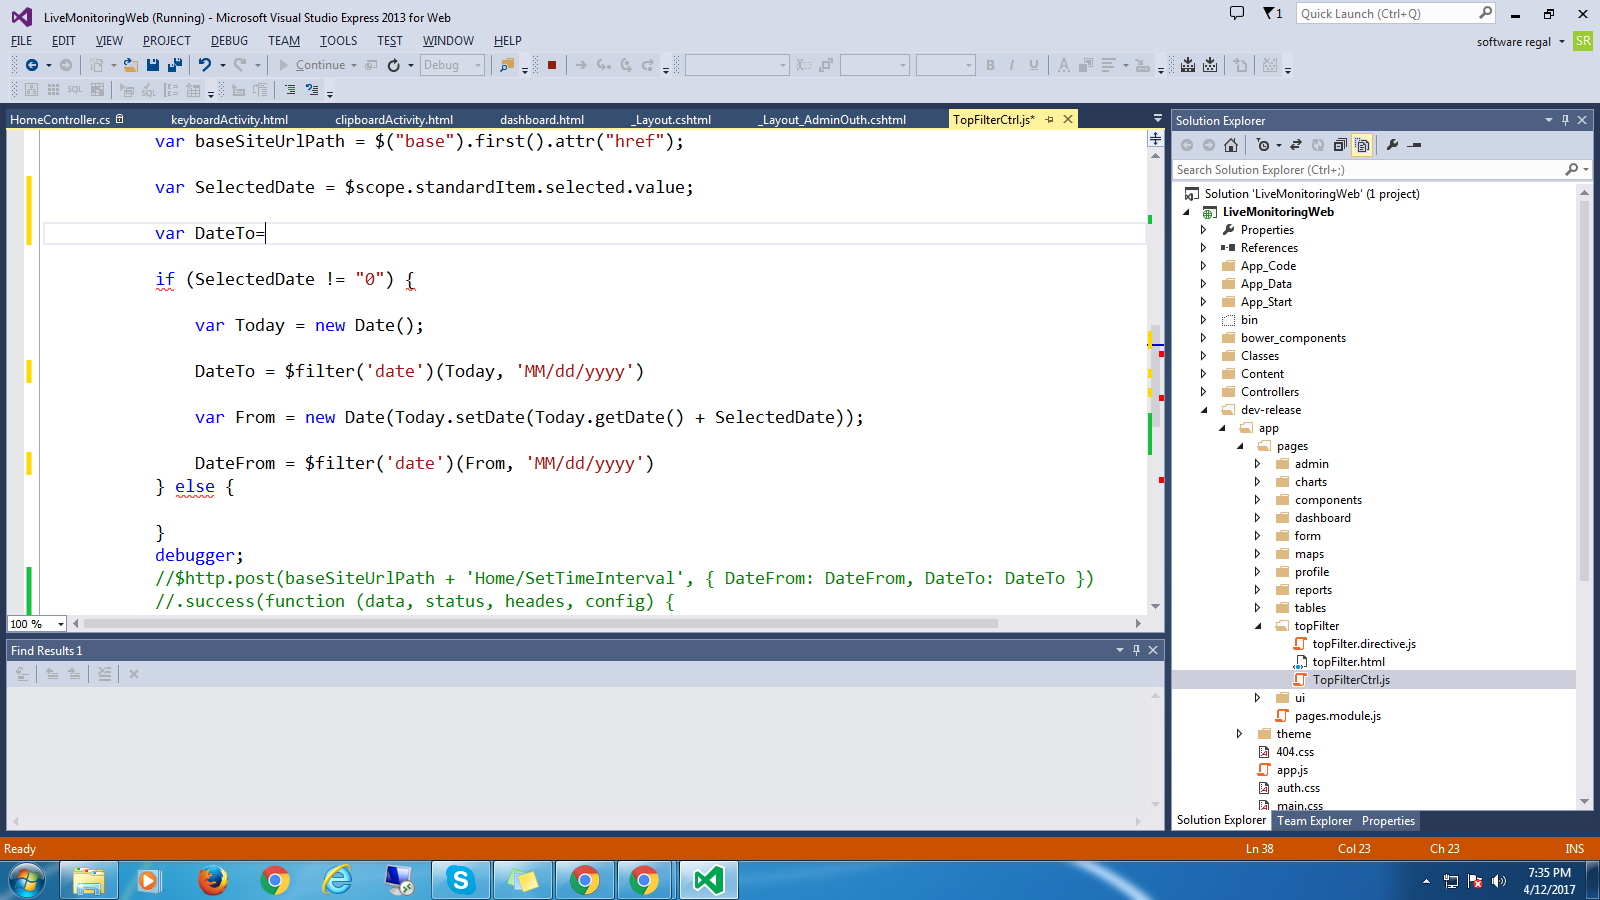 LiveMonitoringWeb (Running) - Microsoft Visual Studio Express 2013 for Web
1
Quick Launch (Ctrl+Q)
FILE EDIT VIEW PROJECT DEBUG TEAM TOOLS TEST WINDOW HELP
software regal SR
Continue Debug
SQL SQL
B I U A
HomeController.cs keyboardActivity.html clipboardActivity.html dashboard.html _Layout.cshtml _Layout_AdminOuth.cshtml TopFilterCtrl.js*
var baseSiteUrlPath = $("base").first().attr("href");
var SelectedDate = $scope.standardItem.selected.value;
var DateTo=
if (SelectedDate != "0") {
var Today = new Date();
DateTo = $filter('date')(Today, 'MM/dd/yyyy')
var From = new Date(Today.setDate(Today.getDate() + SelectedDate));
DateFrom = $filter('date')(From, 'MM/dd/yyyy')
} else {
}
debugger;
//$http.post(baseSiteUrlPath + 'Home/SetTimeInterval', { DateFrom: DateFrom, DateTo: DateTo })
//.success(function (data, status, heades, config) {
100 %
Find Results 1
Solution Explorer
Search Solution Explorer (Ctrl+;)
Solution 'LiveMonitoringWeb' (1 project)
LiveMonitoringWeb
Properties
References
App_Code
App_Data
App_Start
bin
bower_components
Classes
Content
Controllers
dev-release
app
pages
admin
charts
components
dashboard
form
maps
profile
reports
tables
topFilter
topFilter.directive.js
topFilter.html
TopFilterCtrl.js
ui
pages.module.js
theme
404.css
app.js
auth.css
main.css
Solution Explorer Team Explorer Properties
Ready Ln 38 Col 23 Ch 23 INS
7:35 PM
4/12/2017